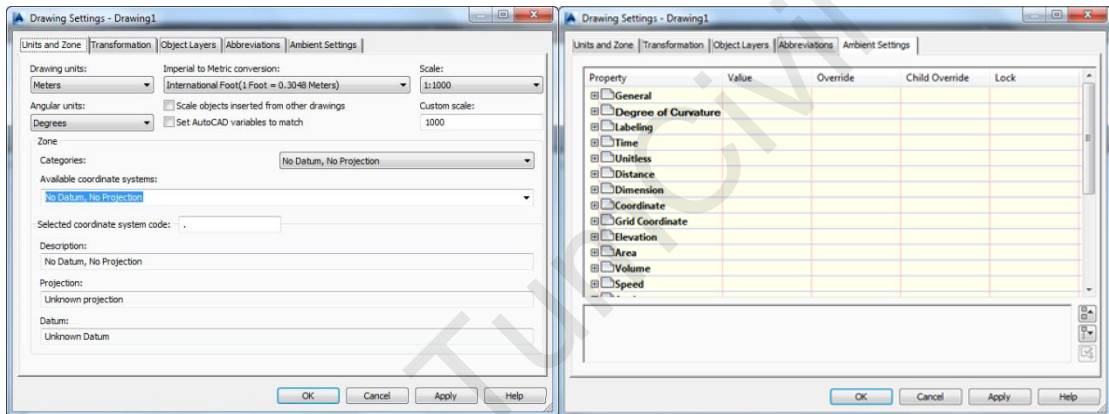 Drawing Settings - Drawing1
Units and Zone Transformation Object Layers Abbreviations Ambient Settings
Drawing units: Imperial to Metric conversion: Scale:
Meters International Foot(1 Foot = 0.3048 Meters) 1:1000
Angular units: Scale objects inserted from other drawings Custom scale:
Degrees Set AutoCAD variables to match 1000
Zone
Categories: No Datum, No Projection
Available coordinate systems:
No Datum, No Projection
Selected coordinate system code: .
Description:
No Datum, No Projection
Projection:
Unknown projection
Datum:
Unknown Datum
OK Cancel Apply Help
Drawing Settings - Drawing1
Units and Zone Transformation Object Layers Abbreviations Ambient Settings
Property Value Override Child Override Lock
General
Degree of Curvature
Labeling
Time
Unitless
Distance
Dimension
Coordinate
Grid Coordinate
Elevation
Area
Volume
Speed
OK Cancel Apply Help
TumCivil